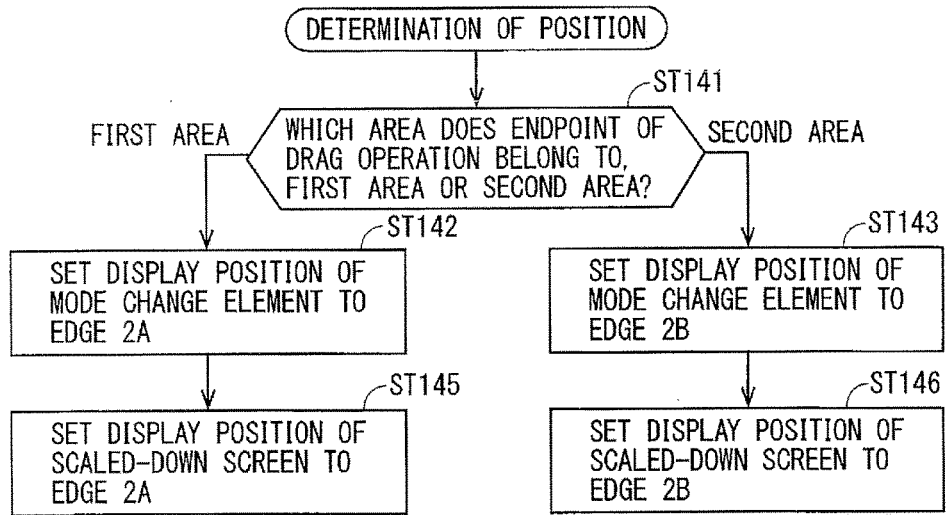 DETERMINATION OF POSITION
ST141
FIRST AREA
WHICH AREA DOES ENDPOINT OF
DRAG OPERATION BELONG TO,
FIRST AREA OR SECOND AREA?
SECOND AREA
ST142
SET DISPLAY POSITION OF
MODE CHANGE ELEMENT TO
EDGE 2A
ST143
SET DISPLAY POSITION OF
MODE CHANGE ELEMENT TO
EDGE 2B
ST145
SET DISPLAY POSITION OF
SCALED-DOWN SCREEN TO
EDGE 2A
ST146
SET DISPLAY POSITION OF
SCALED-DOWN SCREEN TO
EDGE 2B